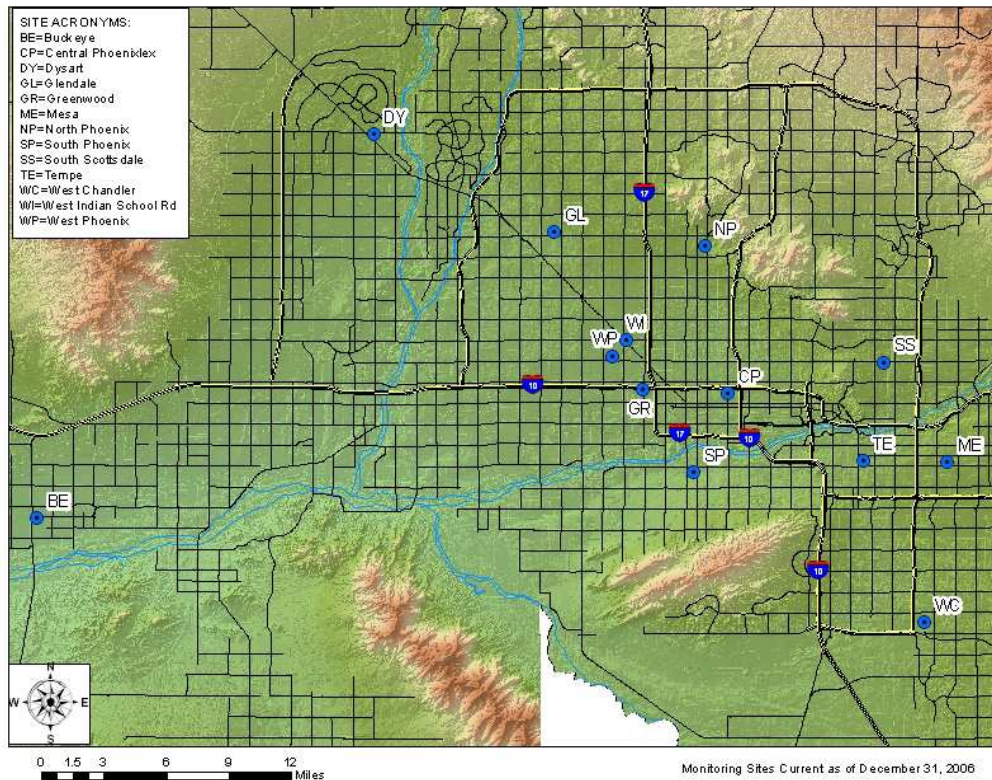 SITE ACRONYMS:
BE=Buckeye
CP=Central Phoenixlex
DY=Dysart
GL=Glendale
GR=Greenwood
ME=Mesa
NP=North Phoenix
SP=South Phoenix
SS=South Scottsdale
TE=Tempe
WC=West Chandler
WI=West Indian School Rd
WP=West Phoenix
DY
17
GL
NP
WI
WP
SS
10
CP
GR
17
10
SP
TE
ME
BE
10
WC
N
W E
S
0 1.5 3 6 9 12
Miles
Monitoring Sites Current as of December 31, 2006